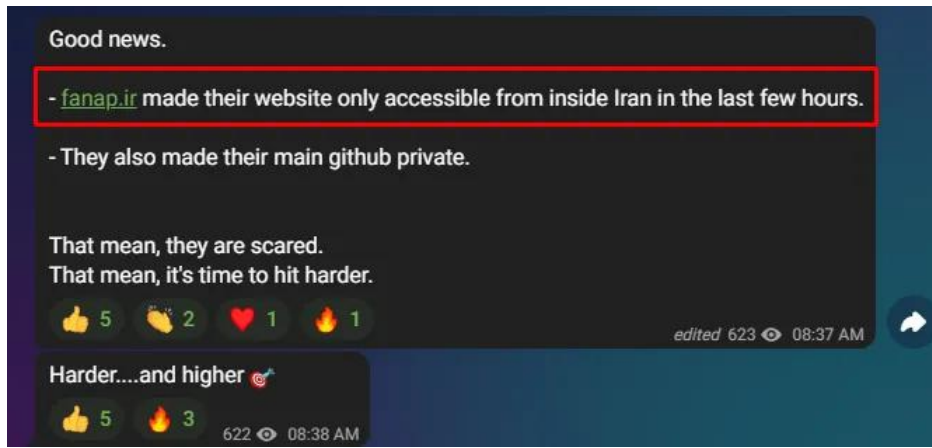 Good news.
- fanap.ir made their website only accessible from inside Iran in the last few hours.
- They also made their main github private.
That mean, they are scared.
That mean, it's time to hit harder.
👍 5 👏 2 ❤️ 1 🔥 1
edited 623 08:37 AM
Harder....and higher 🎯
👍 5 🔥 3
622 08:38 AM